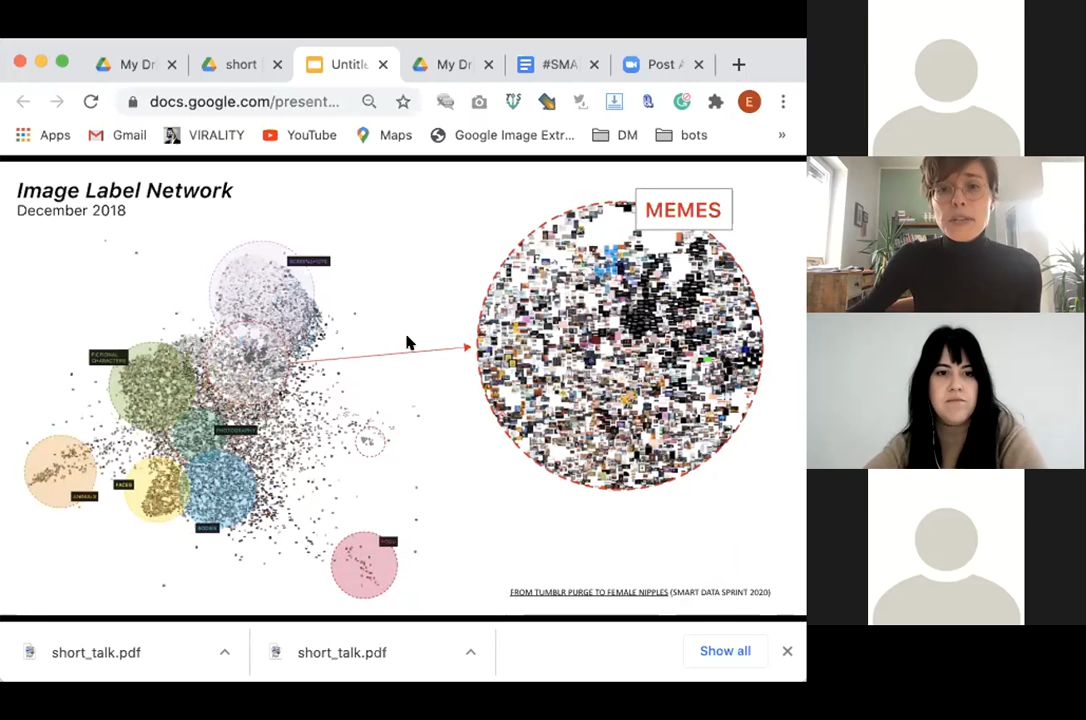 My Dr
short
Untitle
My Dr
#SMA
Post A
docs.google.com/present...
E
Apps
Gmail
VIRALITY
YouTube
Maps
Google Image Extr...
DM
bots
»
Image Label Network
December 2018
MEMES
SCREENSHOTS
FICTIONAL
CHARACTERS
PHOTOGRAPHY
FACES
ANIMALS
BODIES
FOOD
FROM TUMBLR PURGE TO FEMALE NIPPLES (SMART DATA SPRINT 2020)
short_talk.pdf
short_talk.pdf
Show all